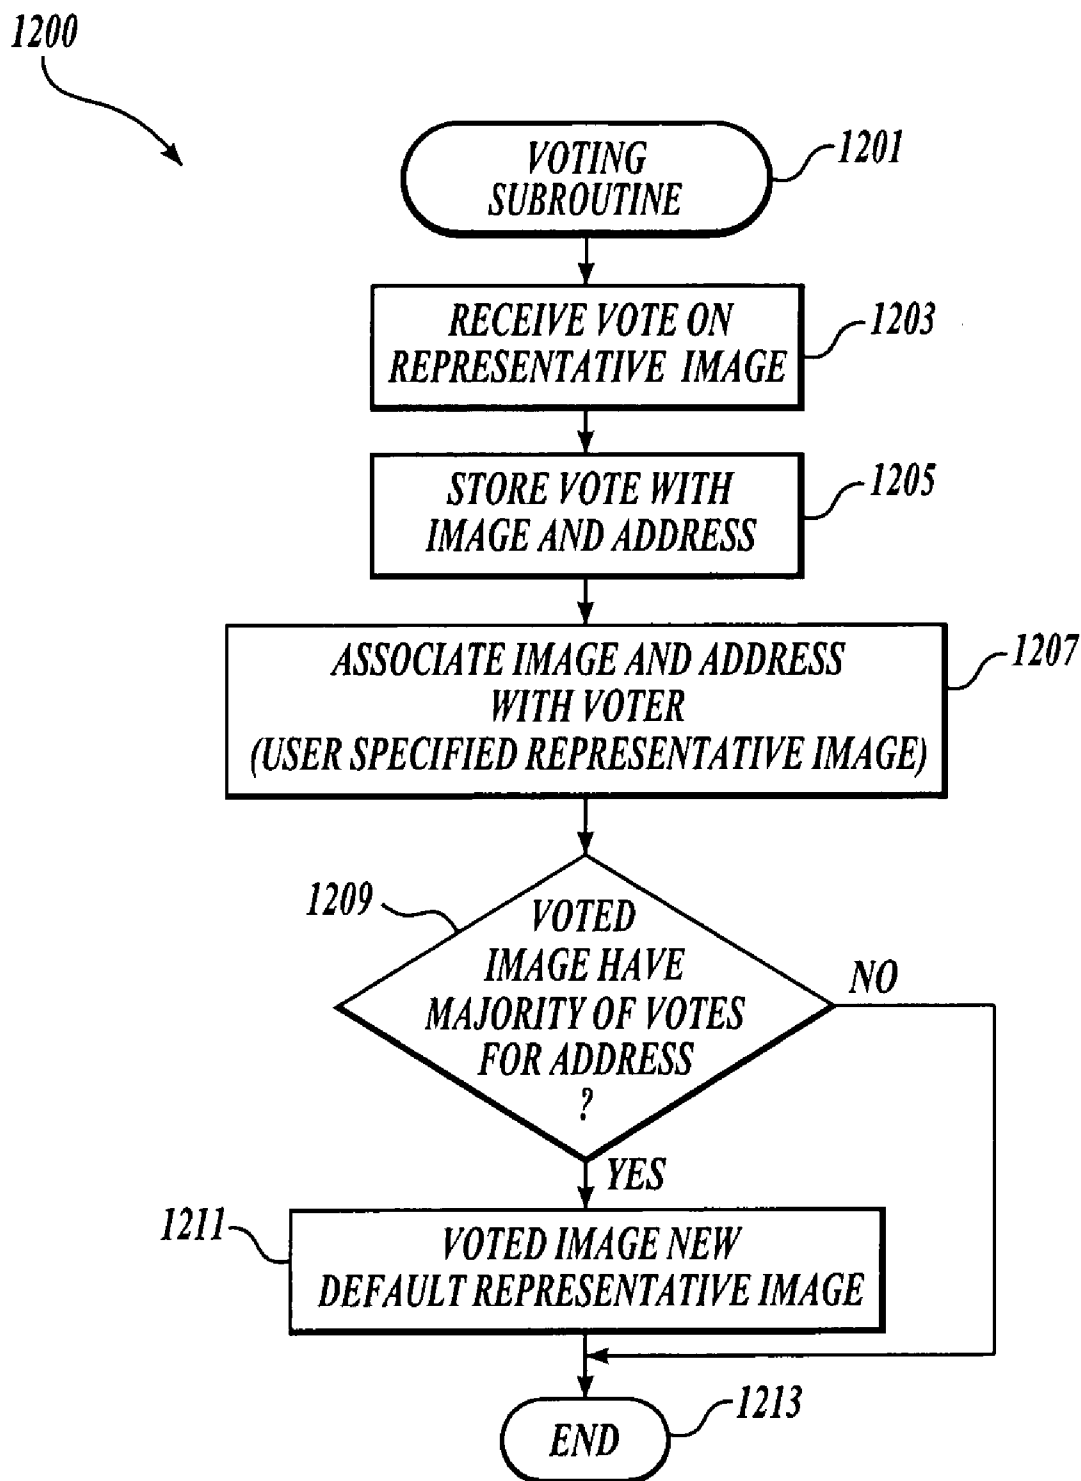 1200
VOTING
SUBROUTINE
1201
RECEIVE VOTE ON
REPRESENTATIVE IMAGE
1203
STORE VOTE WITH
IMAGE AND ADDRESS
1205
ASSOCIATE IMAGE AND ADDRESS
WITH VOTER
(USER SPECIFIED REPRESENTATIVE IMAGE)
1207
1209
VOTED
IMAGE HAVE
MAJORITY OF VOTES
FOR ADDRESS
?
NO
YES
1211
VOTED IMAGE NEW
DEFAULT REPRESENTATIVE IMAGE
END
1213